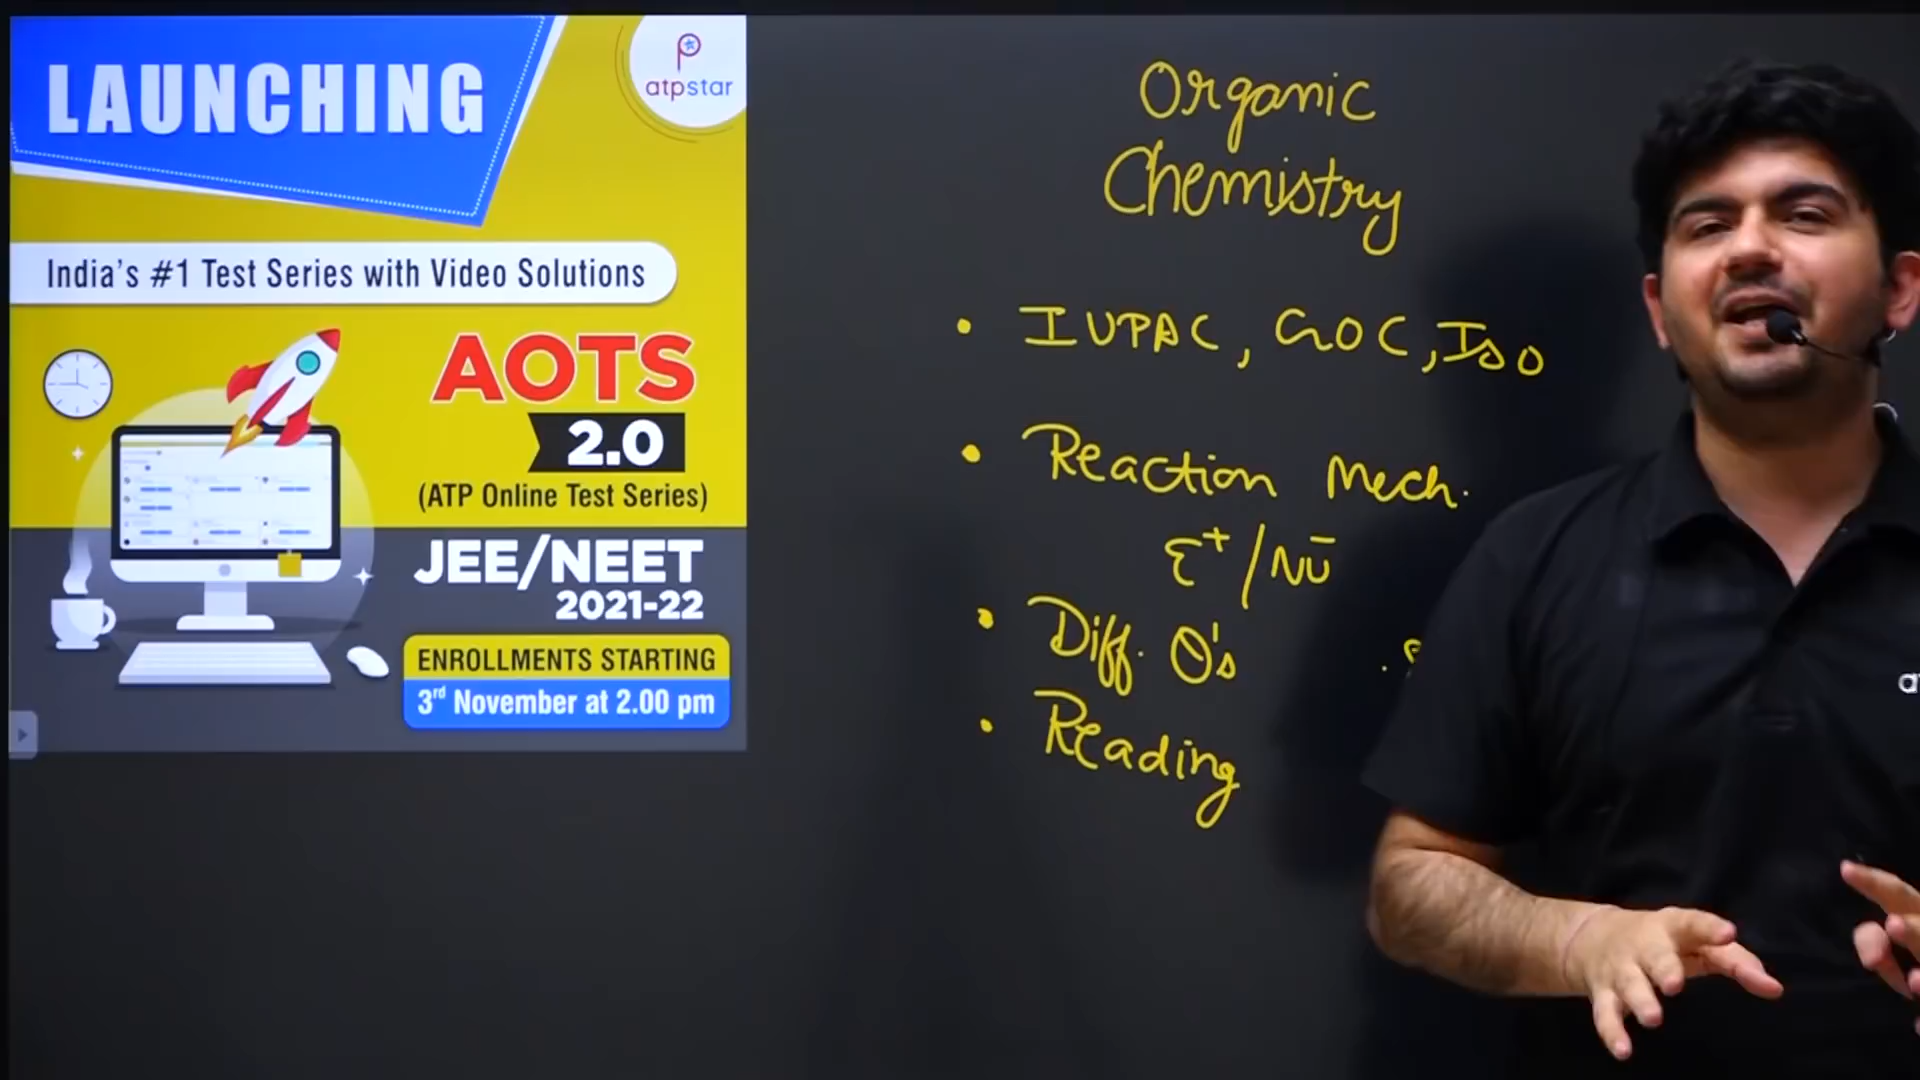 LAUNCHING
atpstar
India's #1 Test Series with Video Solutions
AOTS
2.0
(ATP Online Test Series)
JEE/NEET
2021-22
ENROLLMENTS STARTING
3rd November at 2.00 pm
Organic
Chemistry
• IUPAC, GOC, ISO
• Reaction Mech.
E+/Nu-
• Diff. Q's
• Reading